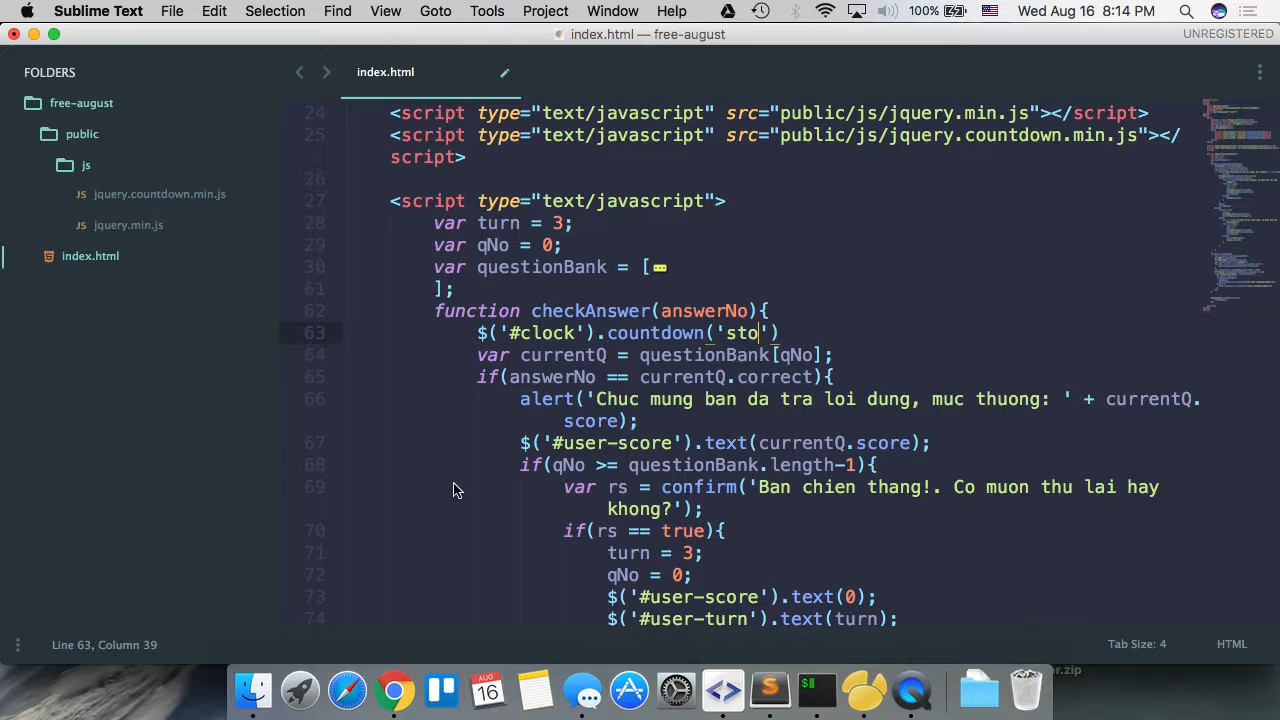 Sublime Text File Edit Selection Find View Goto Tools Project Window Help 100% Wed Aug 16 8:14 PM
index.html — free-august UNREGISTERED
FOLDERS
free-august
public
js
JS jquery.countdown.min.js
JS jquery.min.js
index.html
index.html
24 <script type="text/javascript" src="public/js/jquery.min.js"></script>
25 <script type="text/javascript" src="public/js/jquery.countdown.min.js"></
script>
26
27 <script type="text/javascript">
28 var turn = 3;
29 var qNo = 0;
30 var questionBank = [
61 ];
62 function checkAnswer(answerNo){
63 $('#clock').countdown('sto')
64 var currentQ = questionBank[qNo];
65 if(answerNo == currentQ.correct){
66 alert('Chuc mung ban da tra loi dung, muc thuong: ' + currentQ.
score);
67 $('#user-score').text(currentQ.score);
68 if(qNo >= questionBank.length-1){
69 var rs = confirm('Ban chien thang!. Co muon thu lai hay
khong?');
70 if(rs == true){
71 turn = 3;
72 qNo = 0;
73 $('#user-score').text(0);
74 $('#user-turn').text(turn);
Line 63, Column 39 Tab Size: 4 HTML
AUG
16
S
$